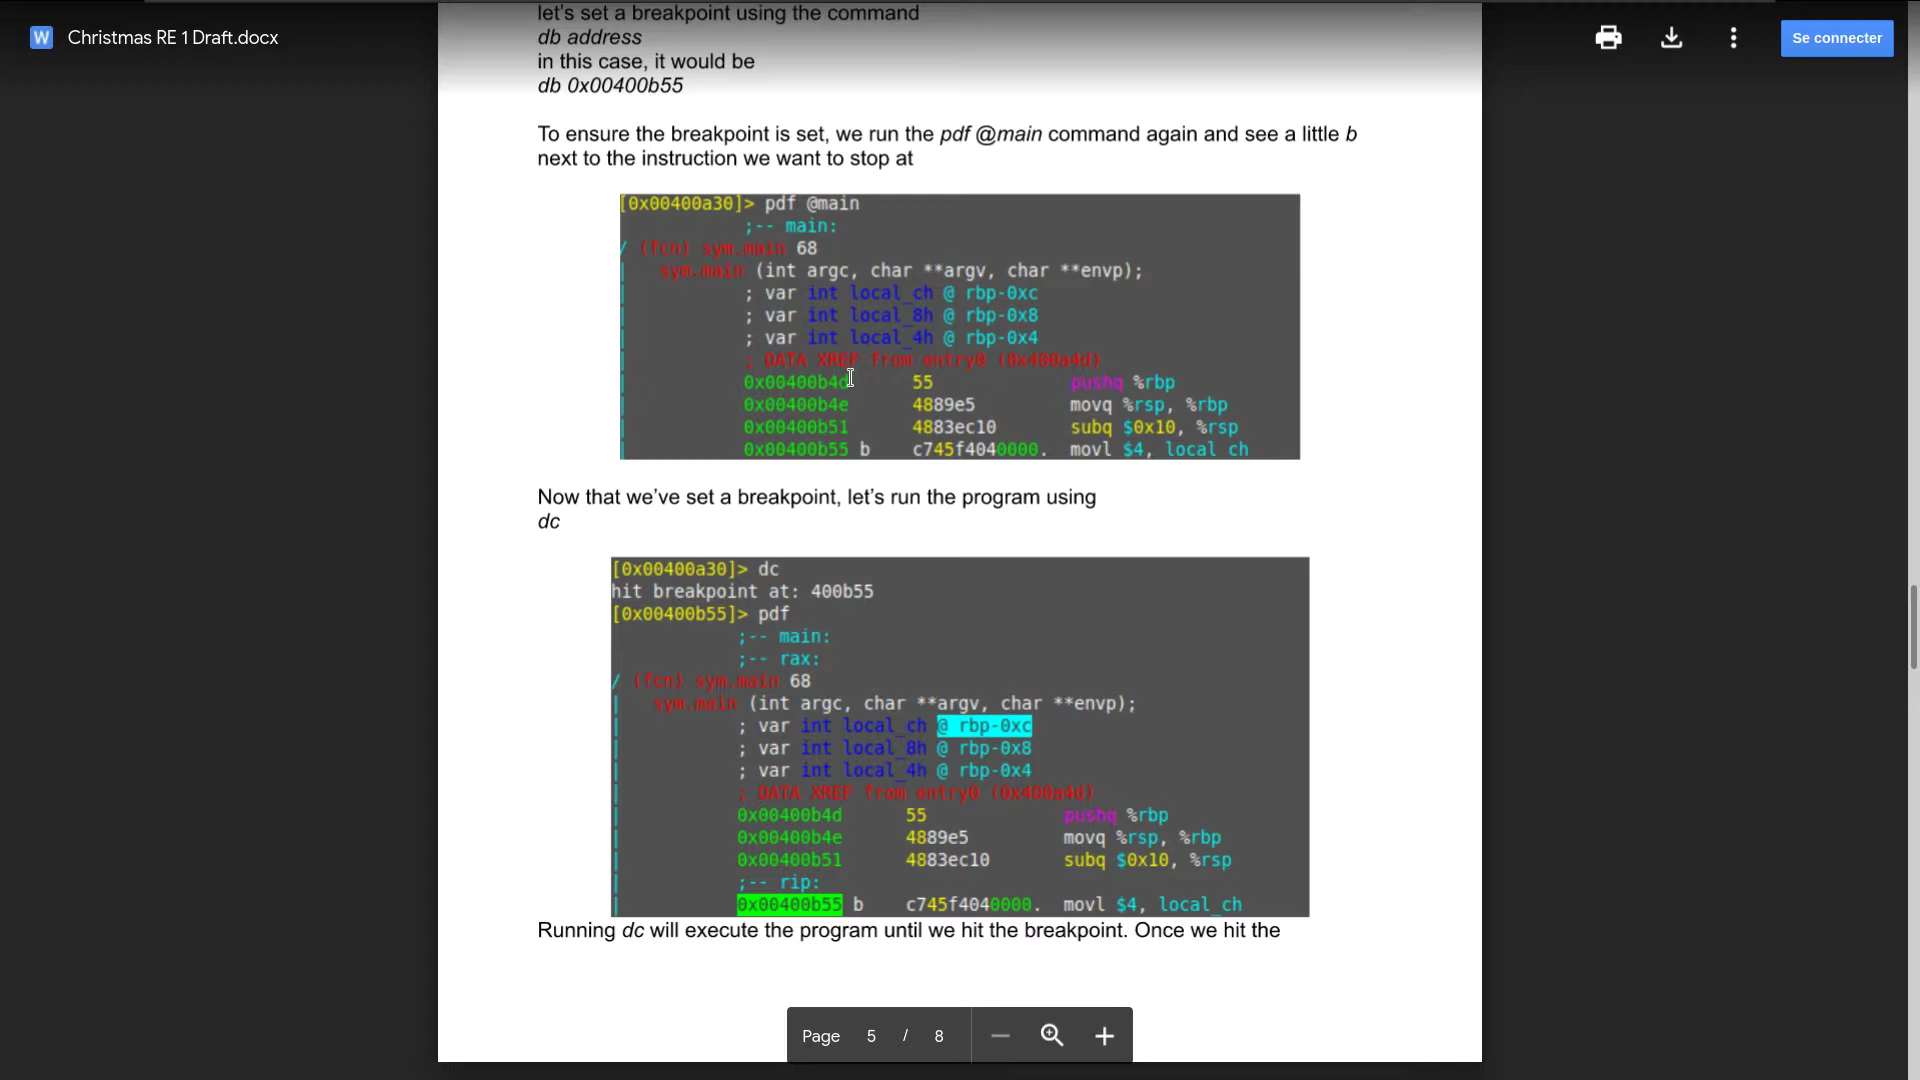 Christmas RE 1 Draft.docx
Se connecter
let's set a breakpoint using the command
db address
in this case, it would be
db 0x00400b55
To ensure the breakpoint is set, we run the pdf @main command again and see a little b
next to the instruction we want to stop at
[0x00400a30]> pdf @main
;-- main:
/ (fcn) sym.main 68
| sym.main (int argc, char **argv, char **envp);
| ; var int local_ch @ rbp-0xc
| ; var int local_8h @ rbp-0x8
| ; var int local_4h @ rbp-0x4
| ; DATA XREF from entry0 (0x400a4d)
| 0x00400b4d 55 pushq %rbp
| 0x00400b4e 4889e5 movq %rsp, %rbp
| 0x00400b51 4883ec10 subq $0x10, %rsp
| 0x00400b55 b c745f4040000. movl $4, local_ch
Now that we've set a breakpoint, let's run the program using
dc
[0x00400a30]> dc
hit breakpoint at: 400b55
[0x00400b55]> pdf
;-- main:
;-- rax:
/ (fcn) sym.main 68
| sym.main (int argc, char **argv, char **envp);
| ; var int local_ch @ rbp-0xc
| ; var int local_8h @ rbp-0x8
| ; var int local_4h @ rbp-0x4
| ; DATA XREF from entry0 (0x400a4d)
| 0x00400b4d 55 pushq %rbp
| 0x00400b4e 4889e5 movq %rsp, %rbp
| 0x00400b51 4883ec10 subq $0x10, %rsp
| ;-- rip:
| 0x00400b55 b c745f4040000. movl $4, local_ch
Running dc will execute the program until we hit the breakpoint. Once we hit the
Page 5 / 8